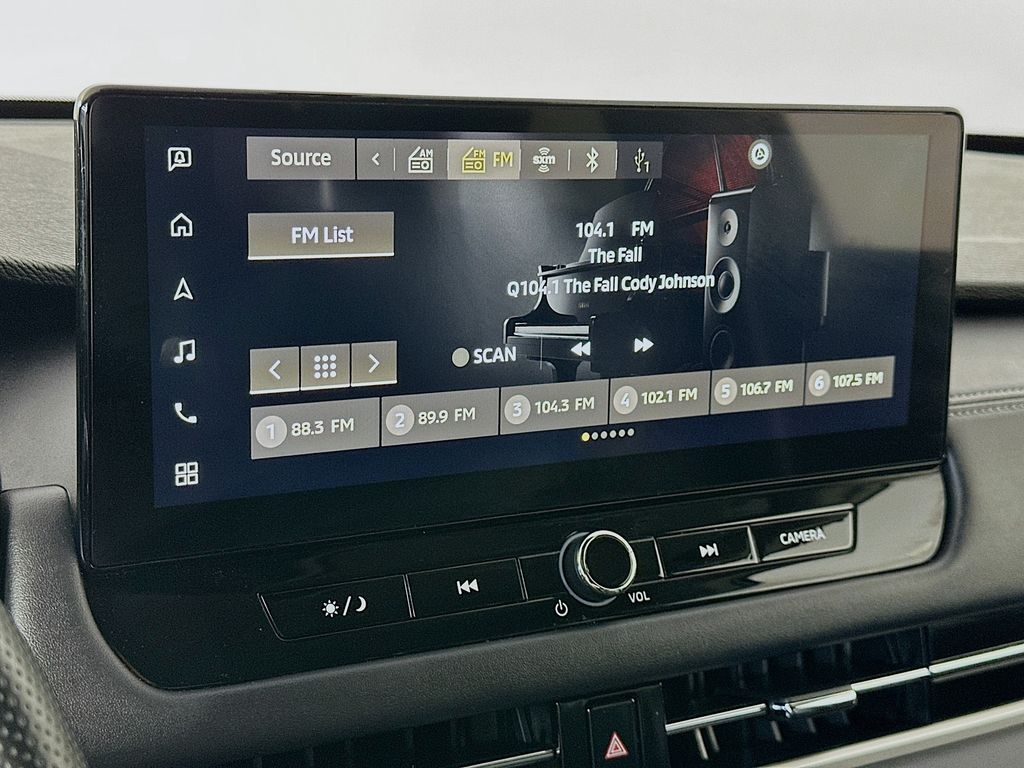 Source
AM
FM FM
sxm
1
FM List
104.1 FM
The Fall
Q104.1 The Fall Cody Johnson
SCAN
1 88.3 FM
2 89.9 FM
3 104.3 FM
4 102.1 FM
5 106.7 FM
6 107.5 FM
CAMERA
VOL